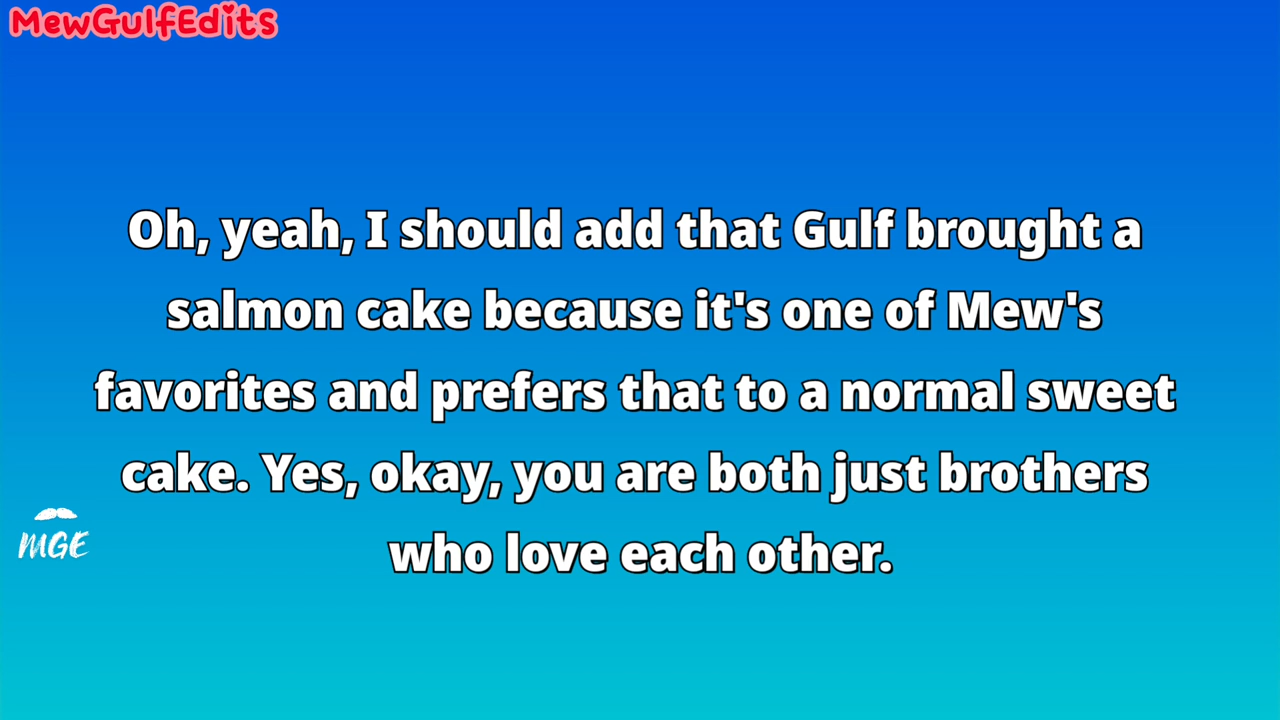 MewGulfEdits
Oh, yeah, I should add that Gulf brought a
salmon cake because it's one of Mew's
favorites and prefers that to a normal sweet
cake. Yes, okay, you are both just brothers
who love each other.
MGE